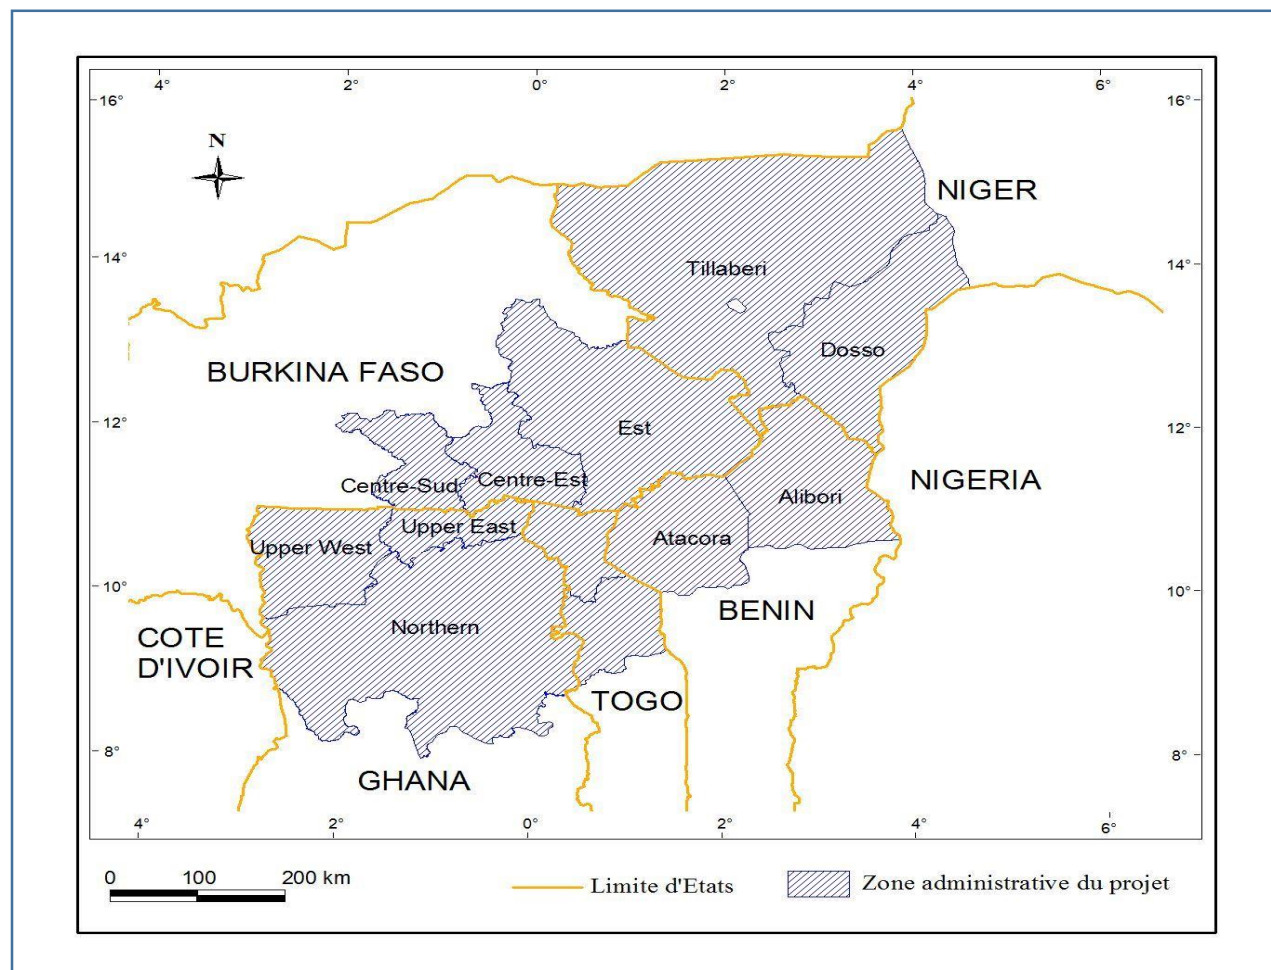 4° 2° 0° 2° 4° 6°
16° 16°
N
NIGER
14° 14°
Tillaberi
Dosso
BURKINA FASO
12° 12°
Est
NIGERIA
Centre-Sud Centre-Est
Alibori
Upper East
Upper West
Atacora
10° 10°
BENIN
Northern
COTE
D'IVOIR
TOGO
8° 8°
GHANA
4° 2° 0° 2° 4° 6°
0 100 200 km
Limite d'Etats
Zone administrative du projet